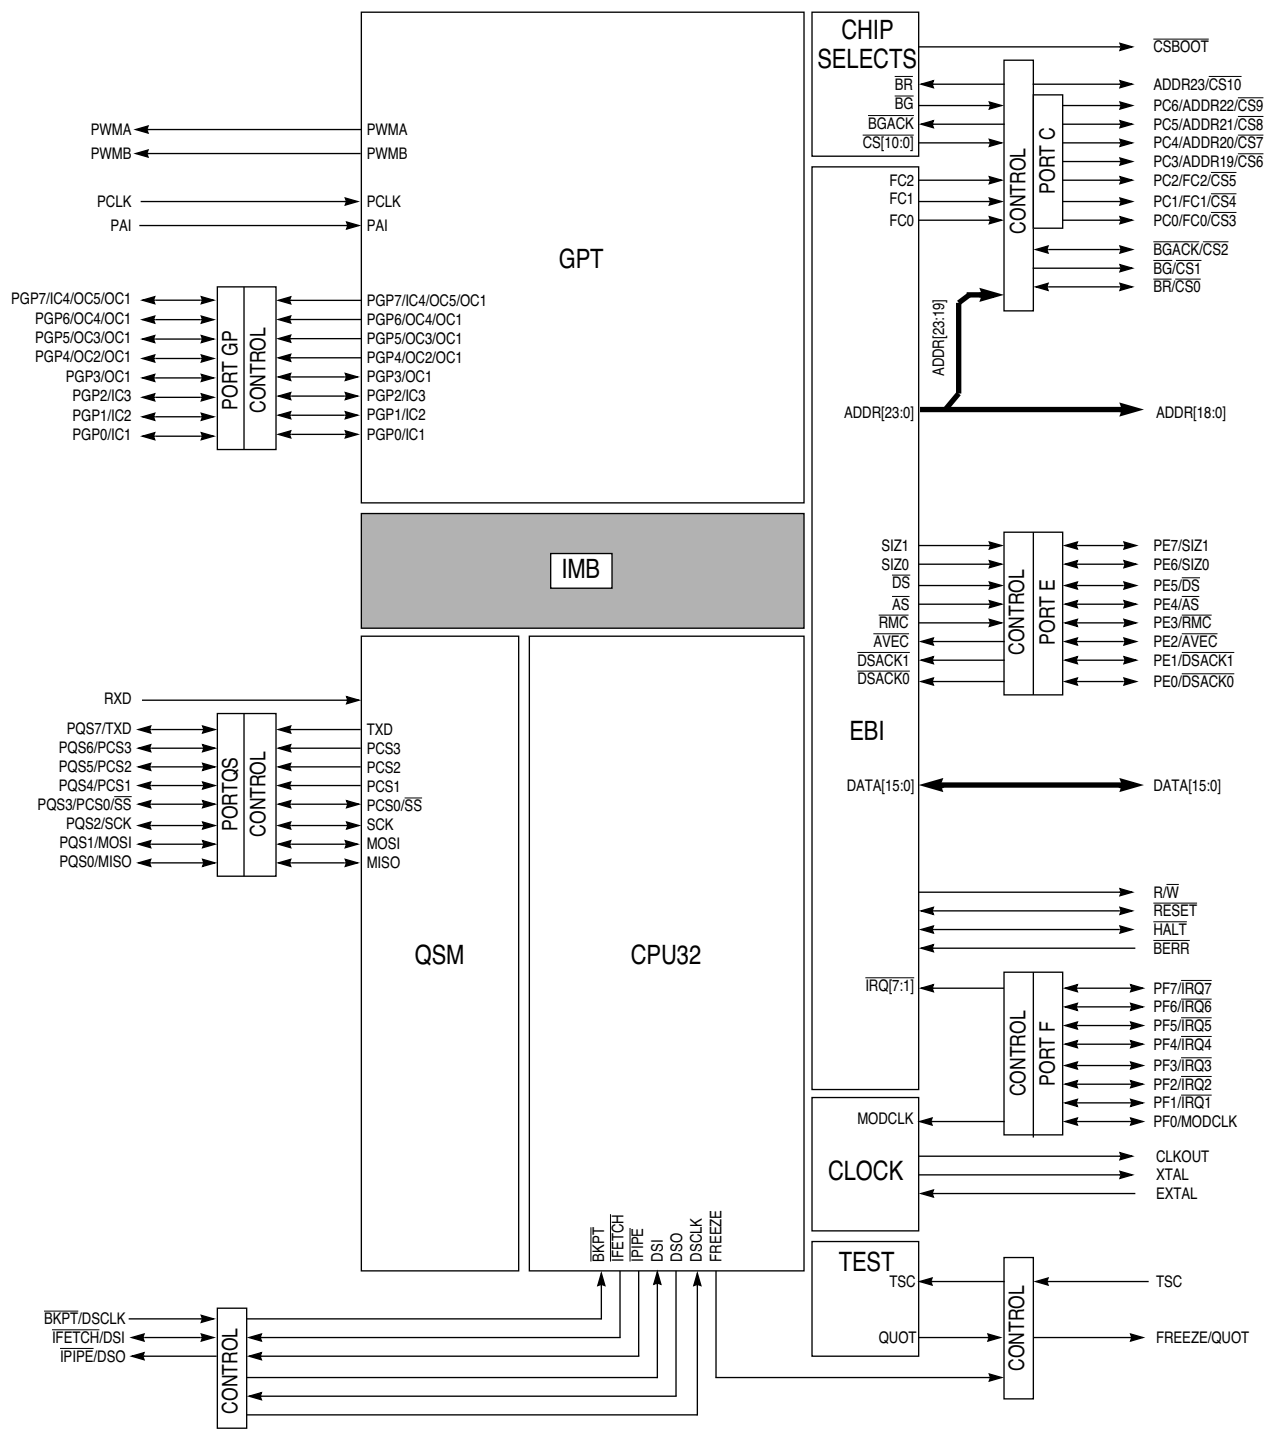 CHIP
SELECTS
CSBOOT
BR
BG
BGACK
CS[10:0]
CONTROL
PORT C
ADDR23/CS10
PC6/ADDR22/CS9
PC5/ADDR21/CS8
PC4/ADDR20/CS7
PC3/ADDR19/CS6
PC2/FC2/CS5
PC1/FC1/CS4
PC0/FC0/CS3
BGACK/CS2
BG/CS1
BR/CS0
FC2
FC1
FC0
PWMA
PWMB
PCLK
PAI
PWMA
PWMB
PCLK
PAI
GPT
PGP7/IC4/OC5/OC1
PGP6/OC4/OC1
PGP5/OC3/OC1
PGP4/OC2/OC1
PGP3/OC1
PGP2/IC3
PGP1/IC2
PGP0/IC1
PORT GP
CONTROL
PGP7/IC4/OC5/OC1
PGP6/OC4/OC1
PGP5/OC3/OC1
PGP4/OC2/OC1
PGP3/OC1
PGP2/IC3
PGP1/IC2
PGP0/IC1
ADDR[23:19]
ADDR[23:0]
ADDR[18:0]
IMB
SIZ1
SIZ0
DS
AS
RMC
AVEC
DSACK1
DSACK0
CONTROL
PORT E
PE7/SIZ1
PE6/SIZ0
PE5/DS
PE4/AS
PE3/RMC
PE2/AVEC
PE1/DSACK1
PE0/DSACK0
EBI
DATA[15:0]
DATA[15:0]
RXD
PQS7/TXD
PQS6/PCS3
PQS5/PCS2
PQS4/PCS1
PQS3/PCS0/SS
PQS2/SCK
PQS1/MOSI
PQS0/MISO
PORTQS
CONTROL
TXD
PCS3
PCS2
PCS1
PCS0/SS
SCK
MOSI
MISO
QSM
CPU32
R/W
RESET
HALT
BERR
IRQ[7:1]
CONTROL
PORT F
PF7/IRQ7
PF6/IRQ6
PF5/IRQ5
PF4/IRQ4
PF3/IRQ3
PF2/IRQ2
PF1/IRQ1
PF0/MODCLK
MODCLK
CLOCK
CLKOUT
XTAL
EXTAL
BKPT
IFETCH
IPIPE
DSI
DSO
DSCLK
FREEZE
TEST
TSC
QUOT
CONTROL
TSC
FREEZE/QUOT
BKPT/DSCLK
IFETCH/DSI
IPIPE/DSO
CONTROL